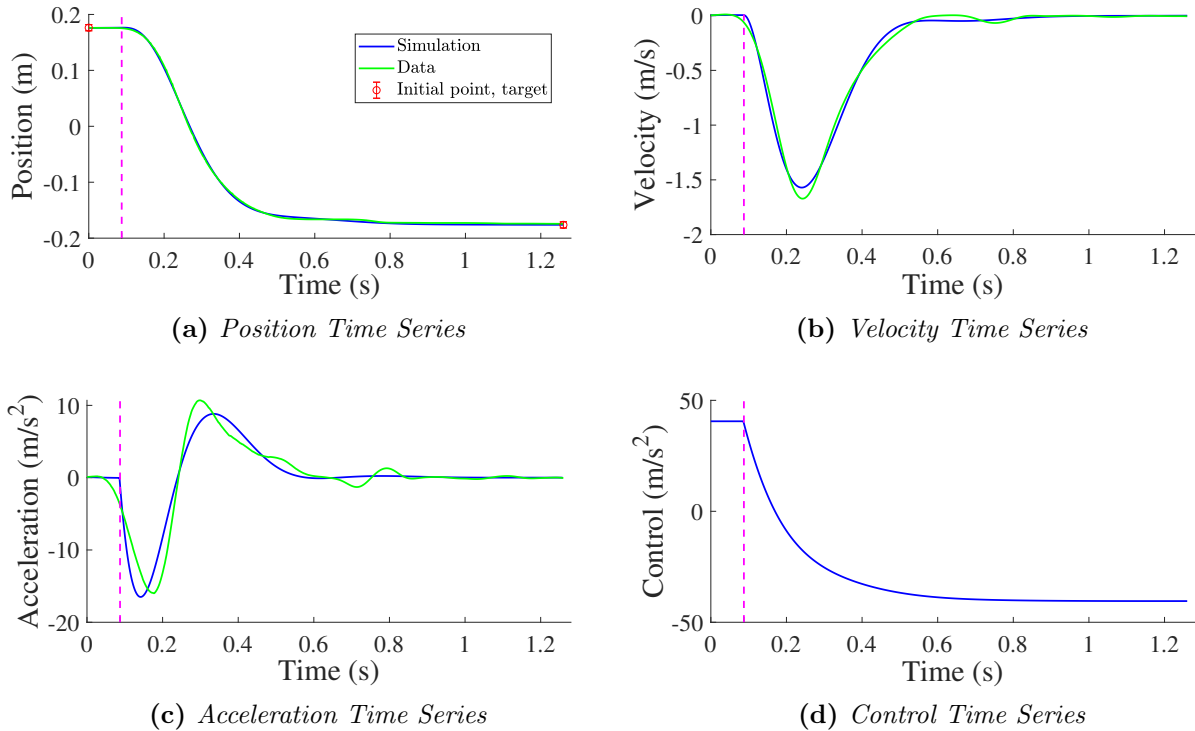 0.2
0.1
0
-0.1
-0.2
Position (m)
Simulation
Data
Initial point, target
0 0.2 0.4 0.6 0.8 1 1.2
Time (s)
(a) Position Time Series
0
-0.5
-1
-1.5
-2
Velocity (m/s)
0 0.2 0.4 0.6 0.8 1 1.2
Time (s)
(b) Velocity Time Series
10
0
-10
-20
Acceleration (m/s²)
0 0.2 0.4 0.6 0.8 1 1.2
Time (s)
(c) Acceleration Time Series
50
0
-50
Control (m/s²)
0 0.2 0.4 0.6 0.8 1 1.2
Time (s)
(d) Control Time Series